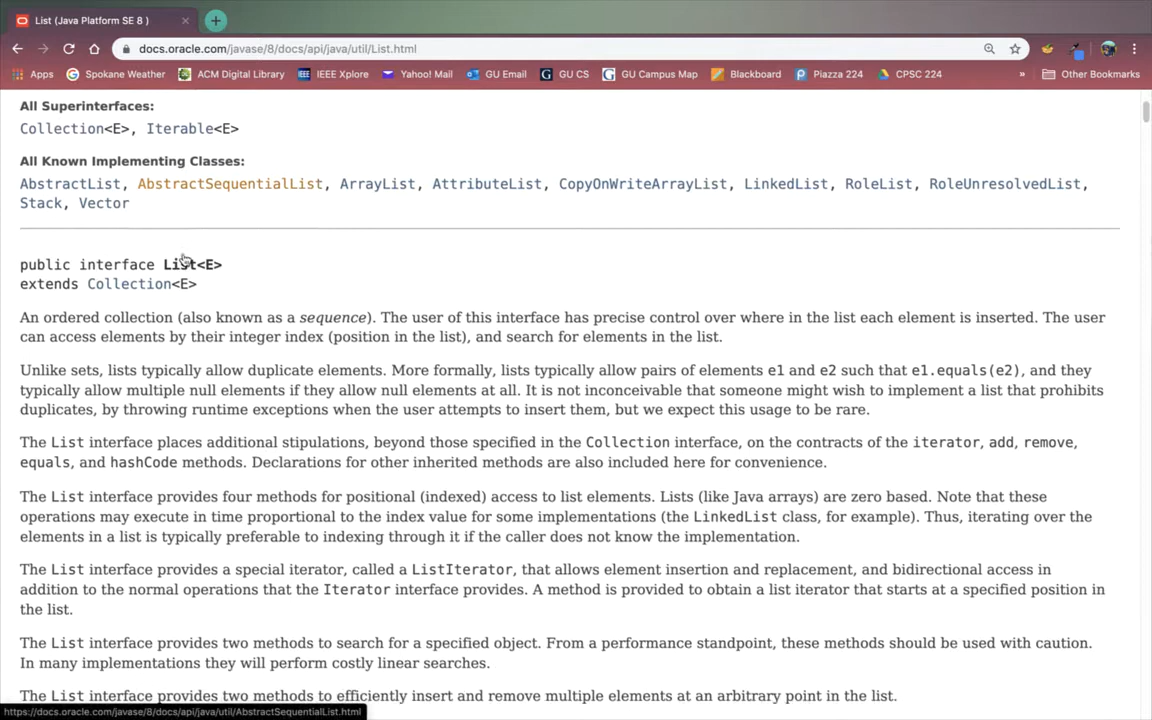 List (Java Platform SE 8 )
docs.oracle.com/javase/8/docs/api/java/util/List.html
Apps Spokane Weather ACM Digital Library IEEE Xplore Yahoo! Mail GU Email GU CS GU Campus Map Blackboard Piazza 224 CPSC 224 » Other Bookmarks
All Superinterfaces:
Collection<E>, Iterable<E>
All Known Implementing Classes:
AbstractList, AbstractSequentialList, ArrayList, AttributeList, CopyOnWriteArrayList, LinkedList, RoleList, RoleUnresolvedList,
Stack, Vector
public interface List<E>
extends Collection<E>
An ordered collection (also known as a sequence). The user of this interface has precise control over where in the list each element is inserted. The user
can access elements by their integer index (position in the list), and search for elements in the list.
Unlike sets, lists typically allow duplicate elements. More formally, lists typically allow pairs of elements e1 and e2 such that e1.equals(e2), and they
typically allow multiple null elements if they allow null elements at all. It is not inconceivable that someone might wish to implement a list that prohibits
duplicates, by throwing runtime exceptions when the user attempts to insert them, but we expect this usage to be rare.
The List interface places additional stipulations, beyond those specified in the Collection interface, on the contracts of the iterator, add, remove,
equals, and hashCode methods. Declarations for other inherited methods are also included here for convenience.
The List interface provides four methods for positional (indexed) access to list elements. Lists (like Java arrays) are zero based. Note that these
operations may execute in time proportional to the index value for some implementations (the LinkedList class, for example). Thus, iterating over the
elements in a list is typically preferable to indexing through it if the caller does not know the implementation.
The List interface provides a special iterator, called a ListIterator, that allows element insertion and replacement, and bidirectional access in
addition to the normal operations that the Iterator interface provides. A method is provided to obtain a list iterator that starts at a specified position in
the list.
The List interface provides two methods to search for a specified object. From a performance standpoint, these methods should be used with caution.
In many implementations they will perform costly linear searches.
The List interface provides two methods to efficiently insert and remove multiple elements at an arbitrary point in the list.
https://docs.oracle.com/javase/8/docs/api/java/util/AbstractSequentialList.html